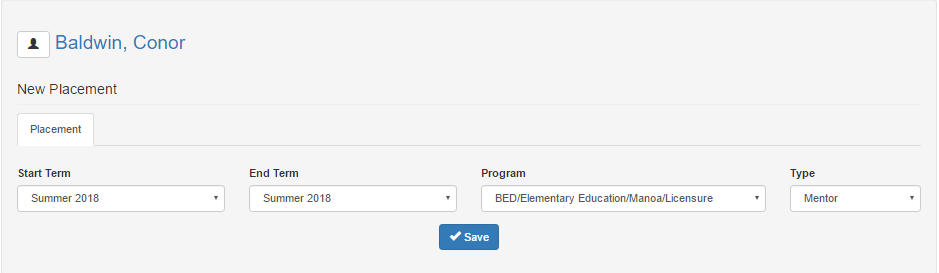 Baldwin, Conor
New Placement
Placement
Start Term End Term Program Type
Summer 2018 Summer 2018 BED/Elementary Education/Manoa/Licensure Mentor
Save